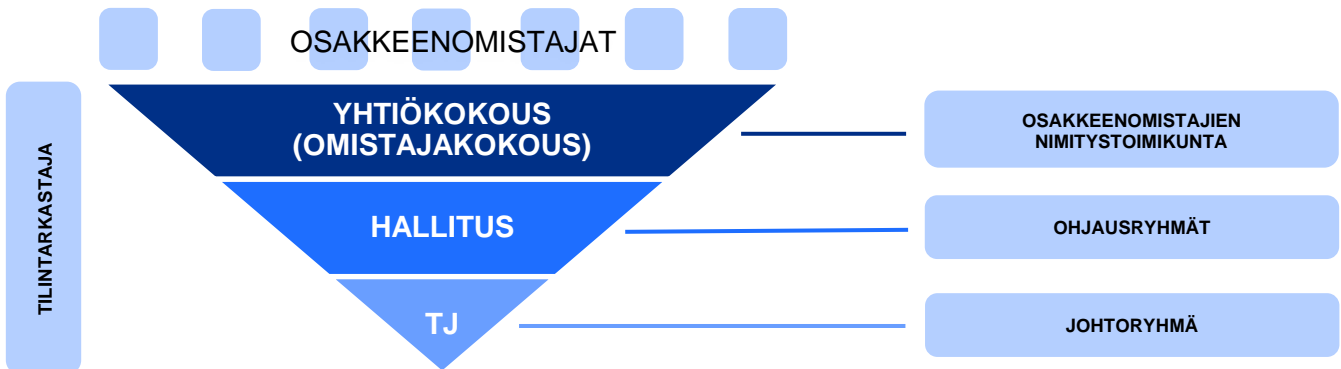 OSAKKEENOMISTAJAT
TILINTARKASTAJA
YHTIÖKOKOUS
(OMISTAJAKOKOUS)
OSAKKEENOMISTAJIEN
NIMITYSTOIMIKUNTA
HALLITUS
OHJAUSRYHMÄT
TJ
JOHTORYHMÄ